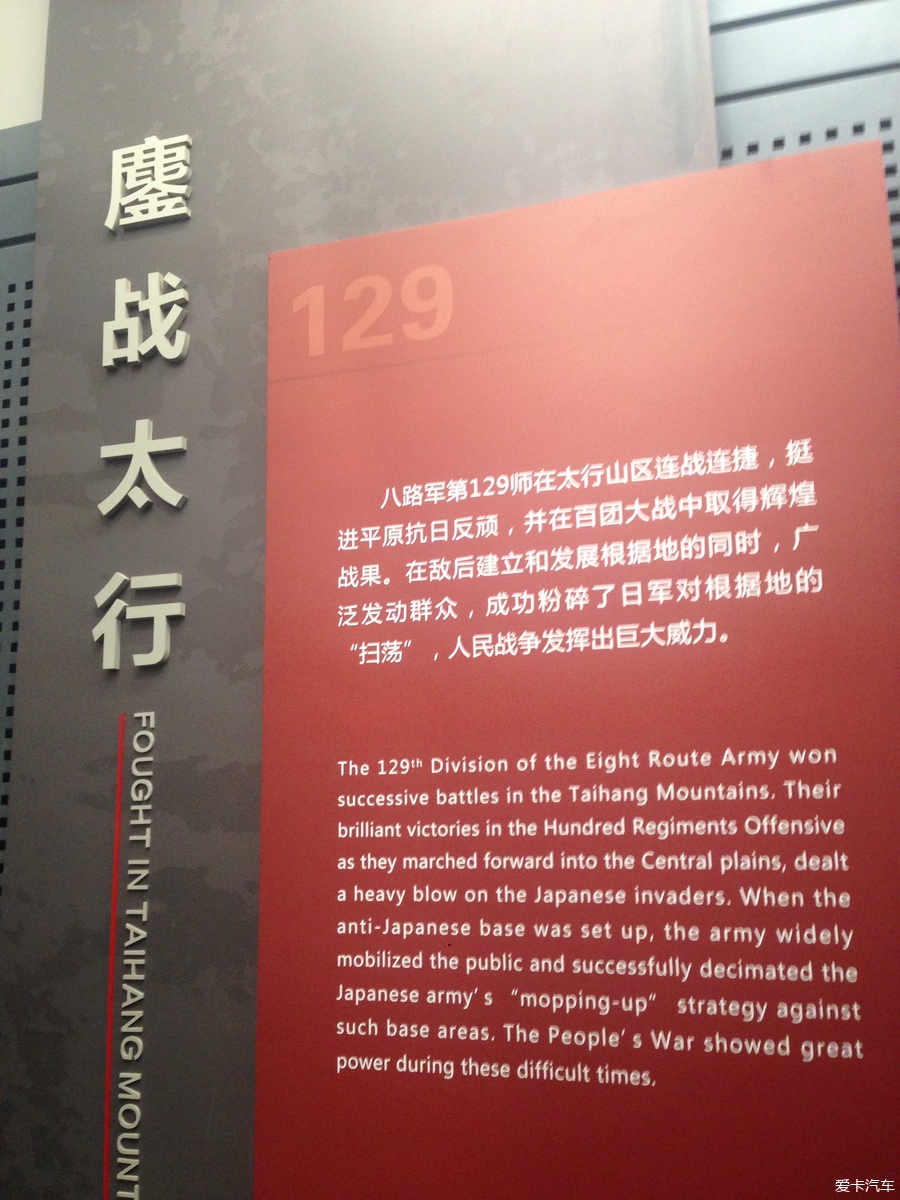 鏖战太行
FOUGHT IN TAIHANG MOUNT
129
八路军第129师在太行山区连战连捷，挺
进平原抗日反顽，并在百团大战中取得辉煌
战果。在敌后建立和发展根据地的同时，广
泛发动群众，成功粉碎了日军对根据地的
“扫荡”，人民战争发挥出巨大威力。
The 129th Division of the Eight Route Army won
successive battles in the Taihang Mountains. Their
brilliant victories in the Hundred Regiments Offensive
as they marched forward into the Central plains, dealt
a heavy blow on the Japanese invaders. When the
anti-Japanese base was set up, the army widely
mobilized the public and successfully decimated the
Japanese army’s “mopping-up” strategy against
such base areas. The People’s War showed great
power during these difficult times.
爱卡汽车